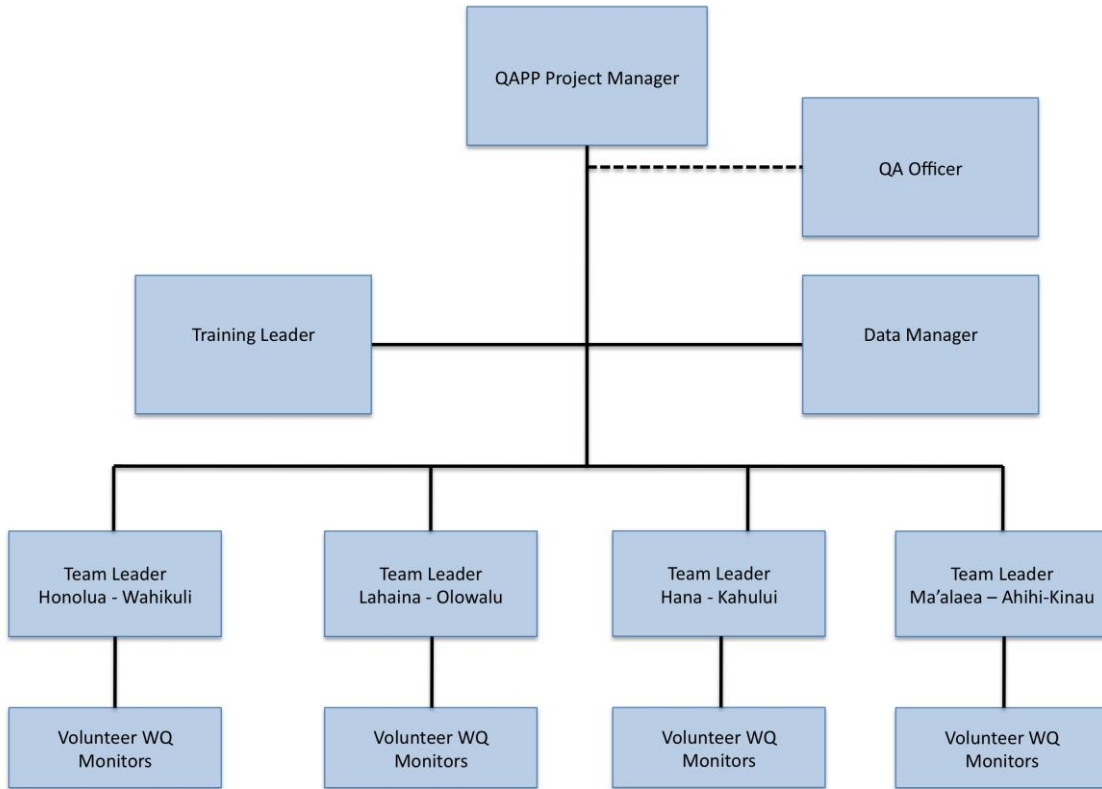 QAPP Project Manager
QA Officer
Training Leader
Data Manager
Team Leader
Honolua - Wahikuli
Team Leader
Lahaina - Olowalu
Team Leader
Hana - Kahului
Team Leader
Ma’alaea – Ahihi-Kinau
Volunteer WQ
Monitors
Volunteer WQ
Monitors
Volunteer WQ
Monitors
Volunteer WQ
Monitors